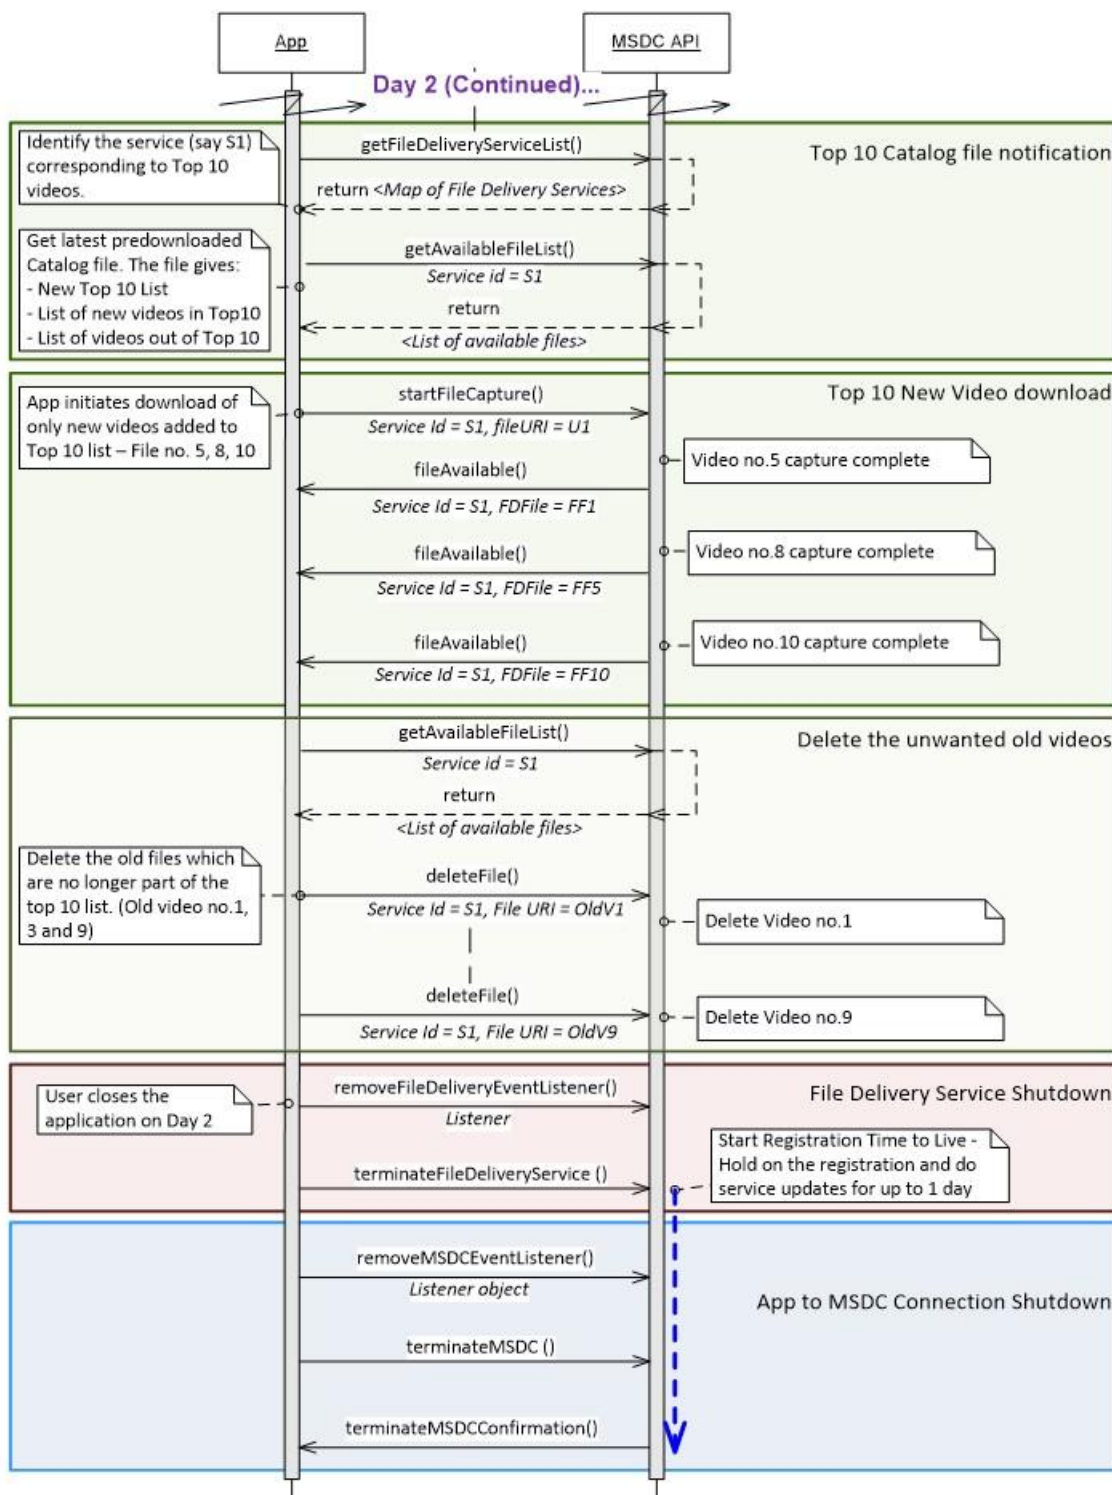 App
MSDC API
Day 2 (Continued)...
Top 10 Catalog file notification
Identify the service (say S1)
corresponding to Top 10
videos.
getFileDeliveryServiceList()
return <Map of File Delivery Services>
Get latest predownloaded
Catalog file. The file gives:
- New Top 10 List
- List of new videos in Top10
- List of videos out of Top 10
getAvailableFileList()
Service id = S1
return
<List of available files>
Top 10 New Video download
App initiates download of
only new videos added to
Top 10 list – File no. 5, 8, 10
startFileCapture()
Service Id = S1, fileURI = U1
fileAvailable()
Service Id = S1, FDFile = FF1
Video no.5 capture complete
fileAvailable()
Service Id = S1, FDFile = FF5
Video no.8 capture complete
fileAvailable()
Service Id = S1, FDFile = FF10
Video no.10 capture complete
Delete the unwanted old videos
getAvailableFileList()
Service id = S1
return
<List of available files>
Delete the old files which
are no longer part of the
top 10 list. (Old video no.1,
3 and 9)
deleteFile()
Service Id = S1, File URI = OldV1
Delete Video no.1
deleteFile()
Service Id = S1, File URI = OldV9
Delete Video no.9
File Delivery Service Shutdown
User closes the
application on Day 2
removeFileDeliveryEventListener()
Listener
terminateFileDeliveryService ()
Start Registration Time to Live -
Hold on the registration and do
service updates for up to 1 day
App to MSDC Connection Shutdown
removeMSDCEventListener()
Listener object
terminateMSDC ()
terminateMSDCConfirmation()